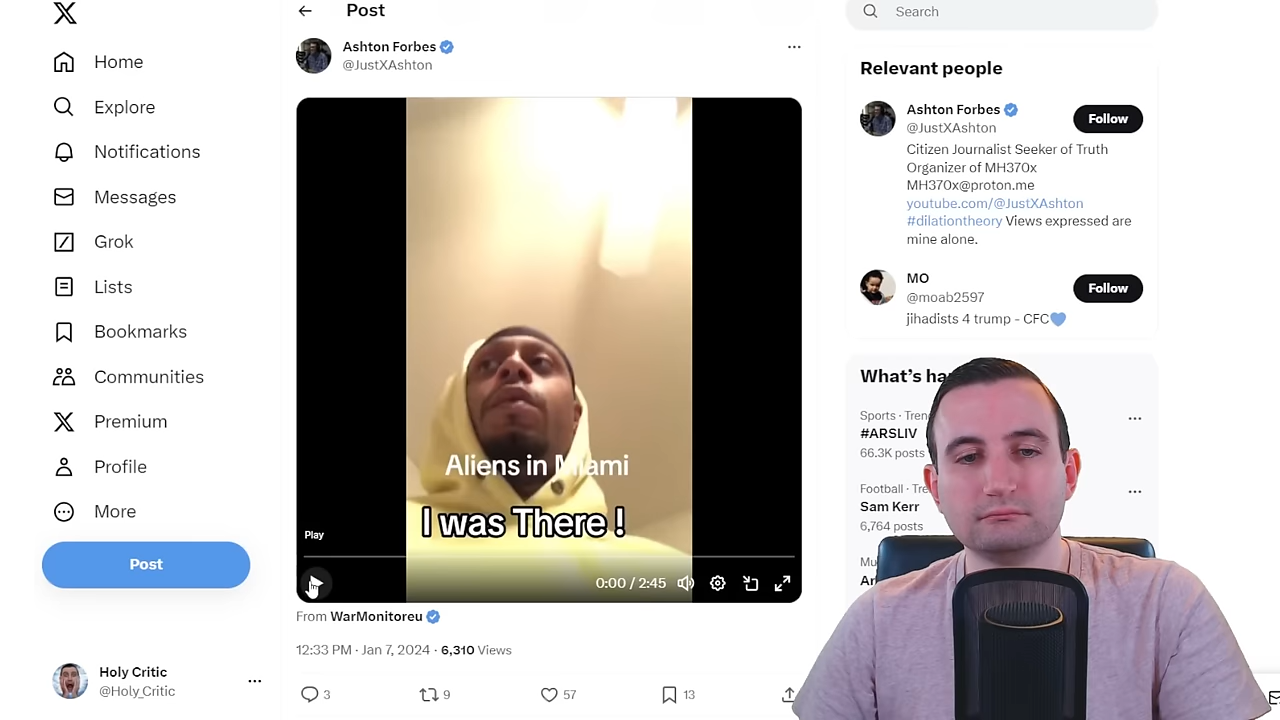 Home
Explore
Notifications
Messages
Grok
Lists
Bookmarks
Communities
Premium
Profile
More
Post
Holy Critic
@Holy_Critic
Post
Ashton Forbes
@JustXAshton
Aliens in Miami
I was There !
Play
0:00 / 2:45
From WarMonitoreu
12:33 PM · Jan 7, 2024 · 6,310 Views
3
9
57
13
Search
Relevant people
Ashton Forbes
@JustXAshton
Follow
Citizen Journalist Seeker of Truth
Organizer of MH370x
MH370x@proton.me
youtube.com/@JustXAshton
#dilationtheory Views expressed are
mine alone.
MO
@moab2597
Follow
jihadists 4 trump - CFC
What's
Sports
#ARSLIV
66.3K posts
Football
Sam Kerr
6,764 posts